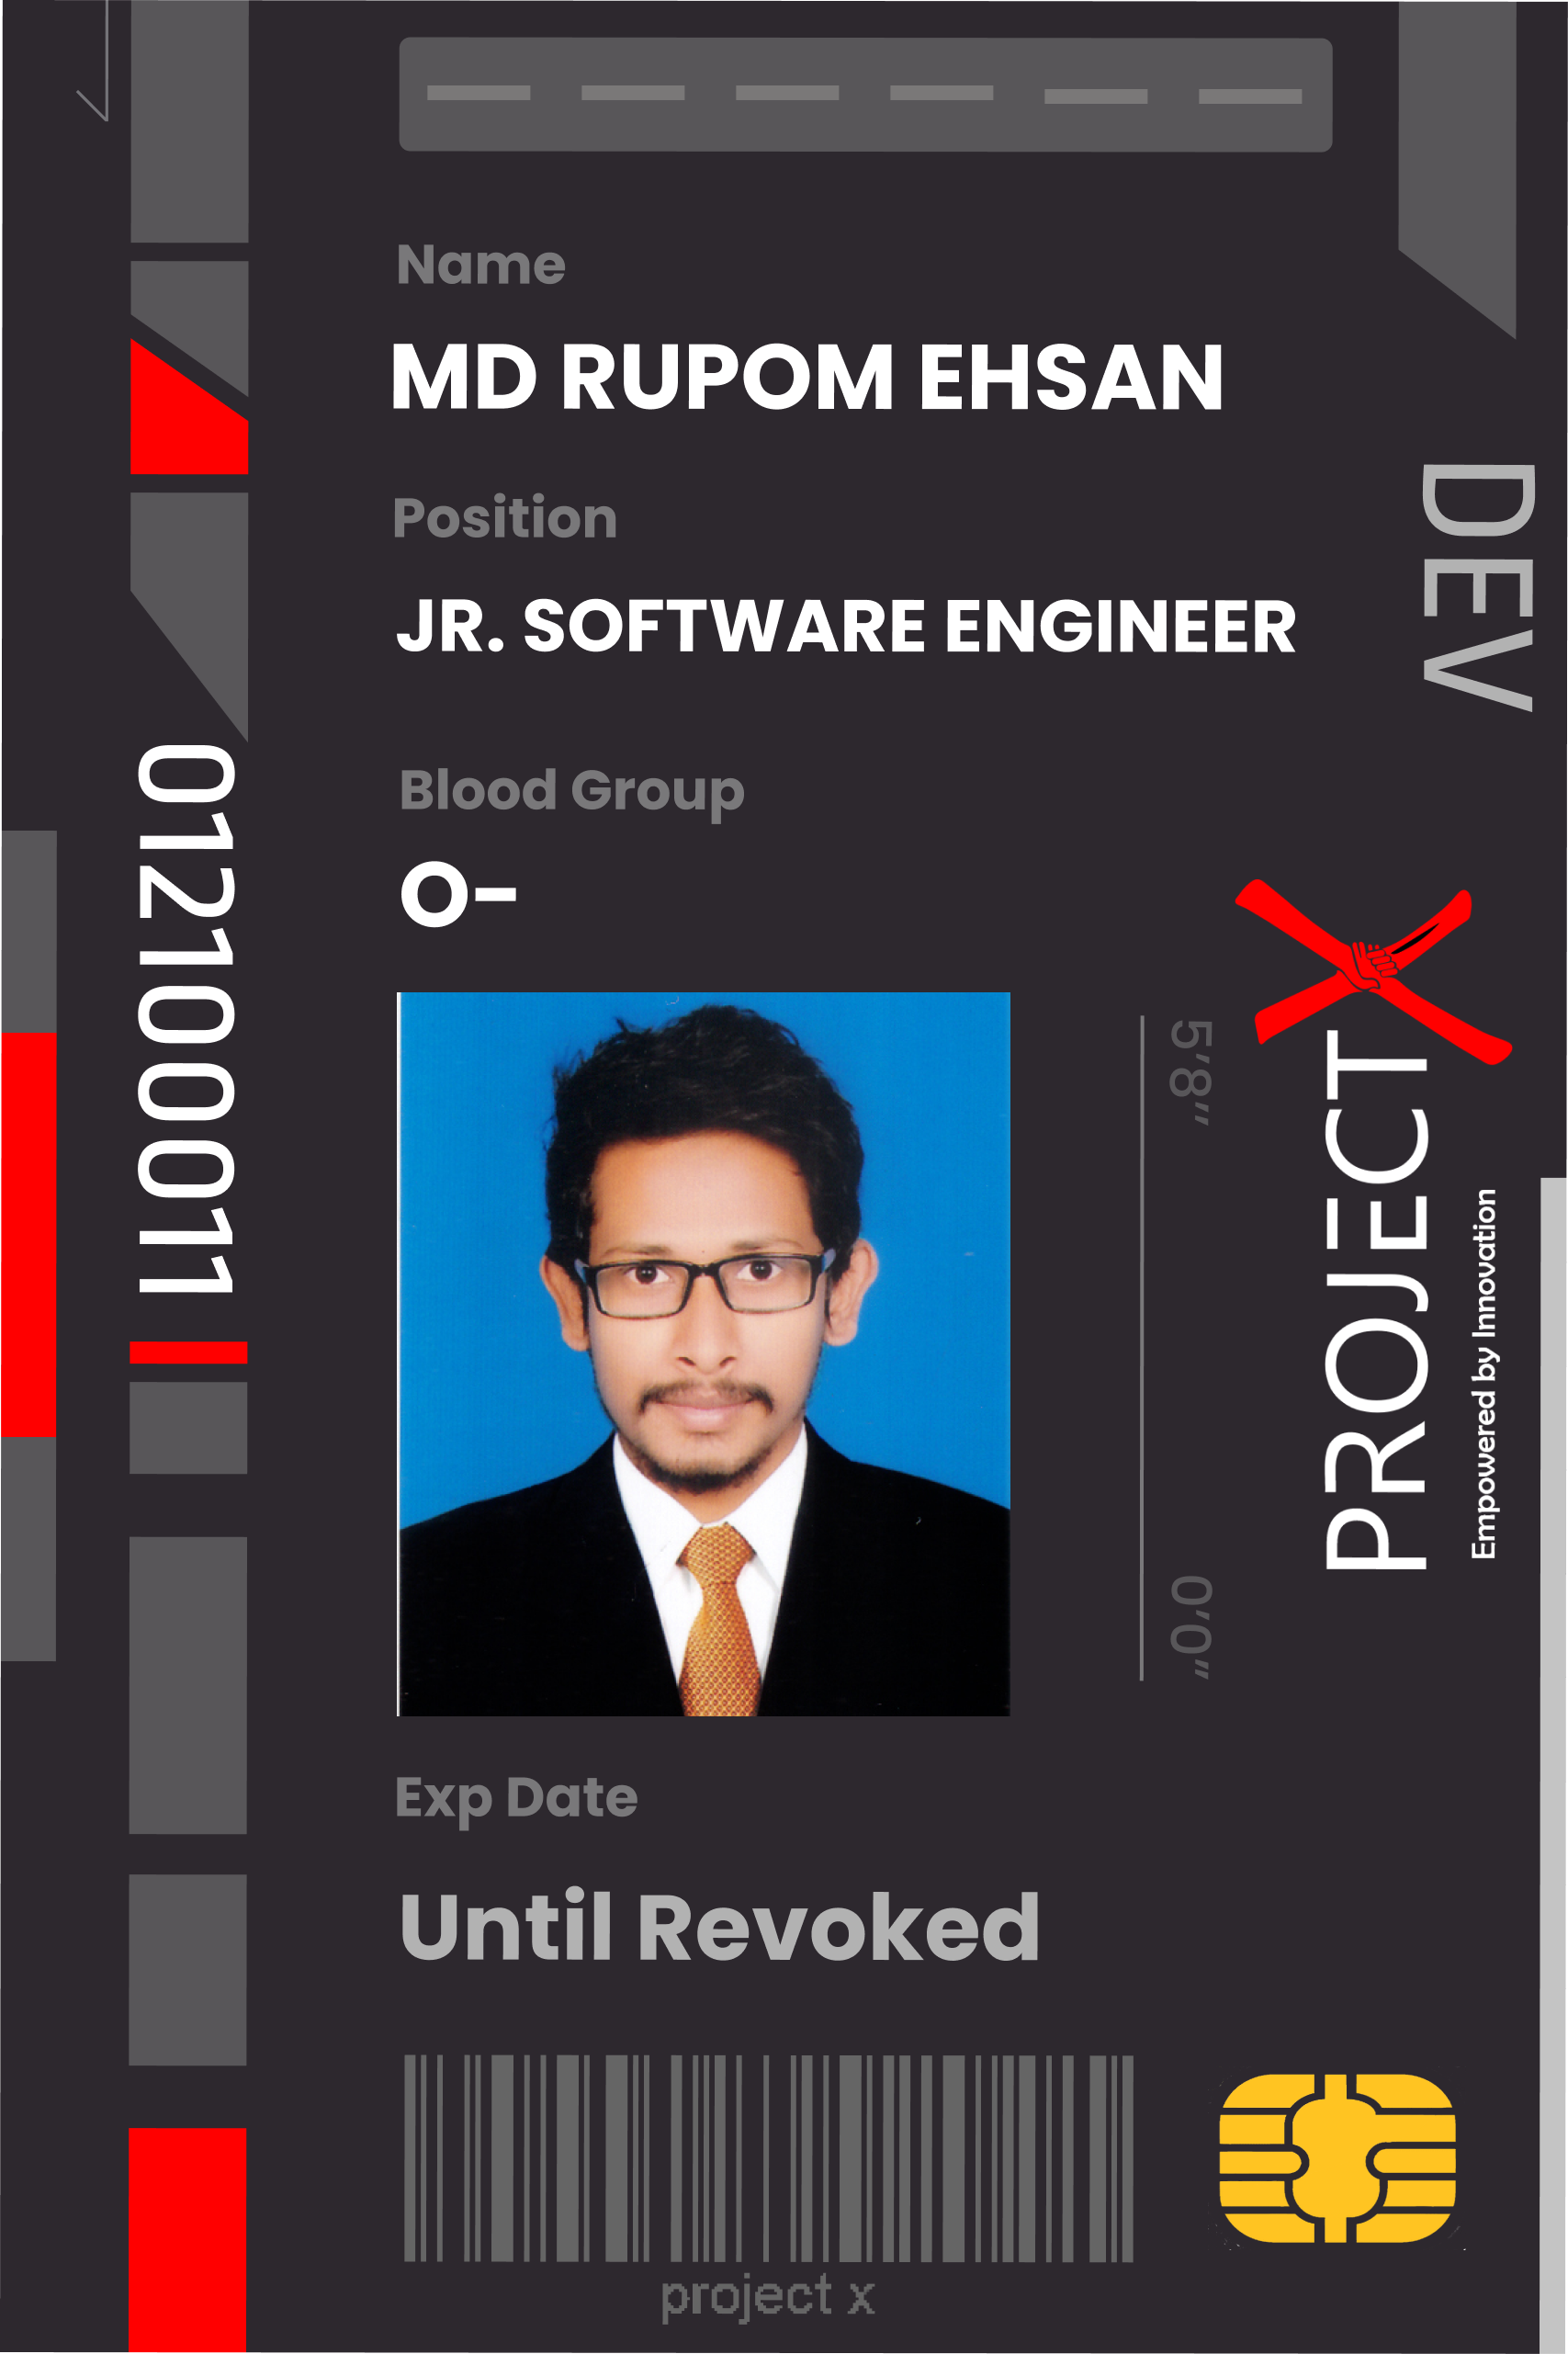 Name
MD RUPOM EHSAN
Position
JR. SOFTWARE ENGINEER
DEV
Blood Group
O-
012100011
5'8"
0'0"
PROJECT X
Empowered by Innovation
Exp Date
Until Revoked
project x